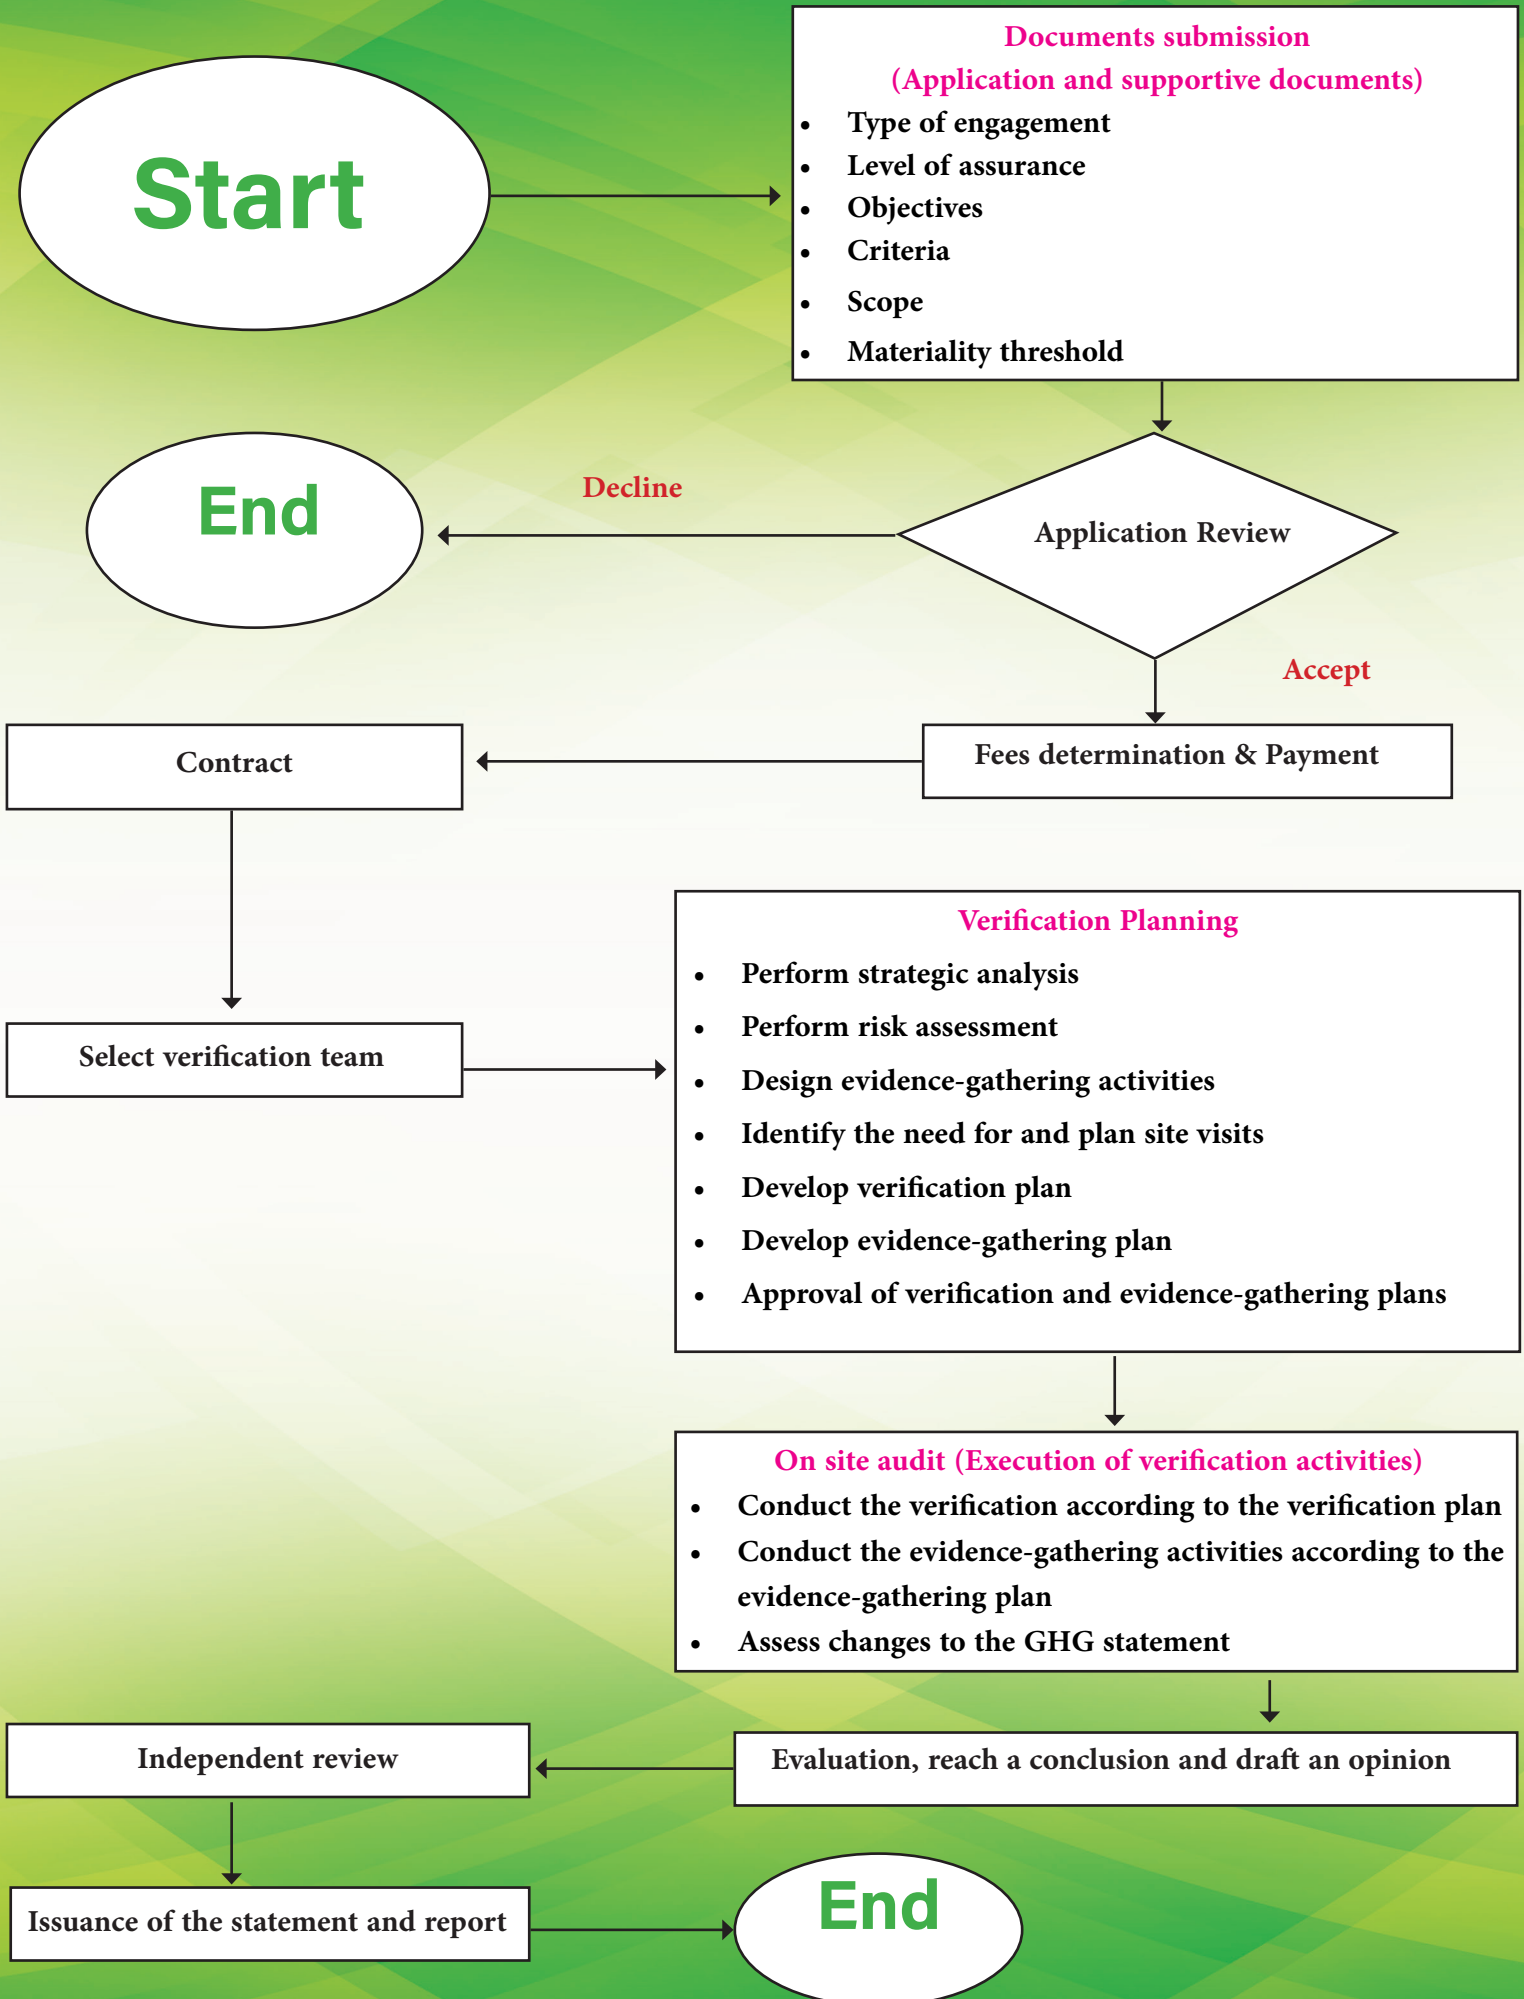 Start
Documents submission
(Application and supportive documents)
• Type of engagement
• Level of assurance
• Objectives
• Criteria
• Scope
• Materiality threshold
End
Decline
Application Review
Accept
Contract
Fees determination & Payment
Select verification team
Verification Planning
• Perform strategic analysis
• Perform risk assessment
• Design evidence-gathering activities
• Identify the need for and plan site visits
• Develop verification plan
• Develop evidence-gathering plan
• Approval of verification and evidence-gathering plans
On site audit (Execution of verification activities)
• Conduct the verification according to the verification plan
• Conduct the evidence-gathering activities according to the
evidence-gathering plan
• Assess changes to the GHG statement
Independent review
Evaluation, reach a conclusion and draft an opinion
Issuance of the statement and report
End